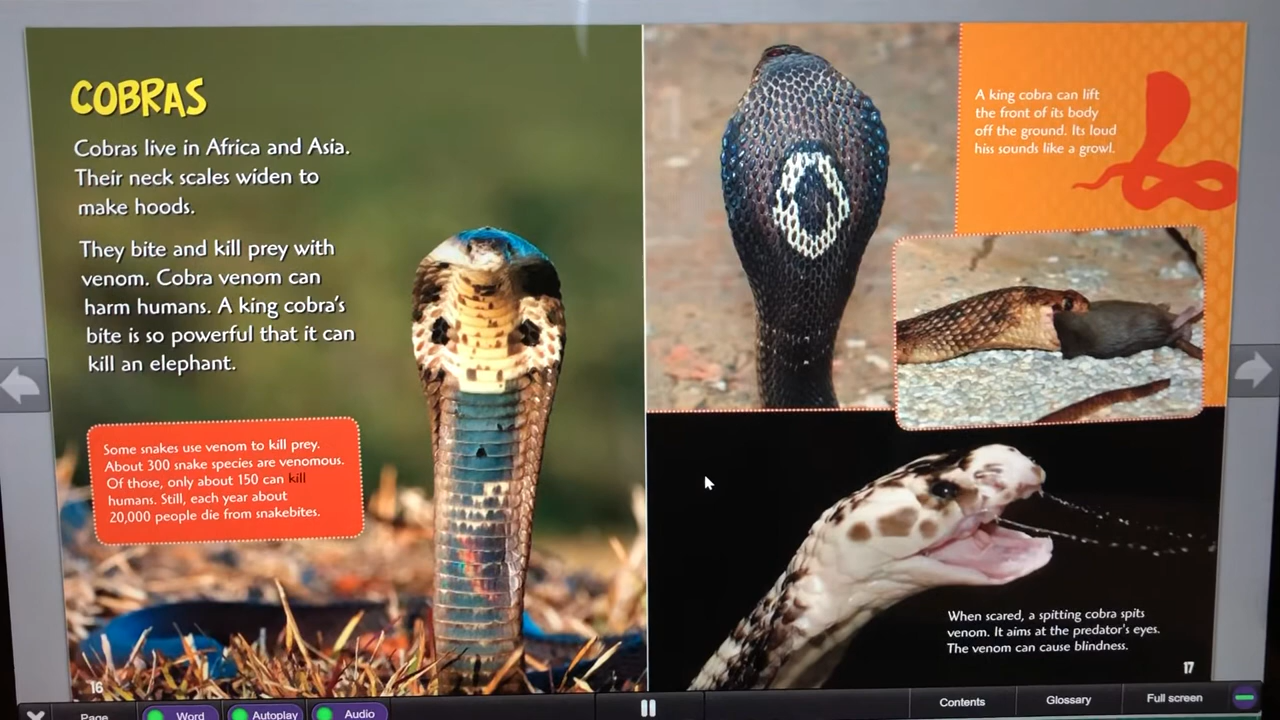 COBRAS
Cobras live in Africa and Asia.
Their neck scales widen to
make hoods.
They bite and kill prey with
venom. Cobra venom can
harm humans. A king cobra's
bite is so powerful that it can
kill an elephant.
Some snakes use venom to kill prey.
About 300 snake species are venomous.
Of those, only about 150 can kill
humans. Still, each year about
20,000 people die from snakebites.
16
A king cobra can lift
the front of its body
off the ground. Its loud
hiss sounds like a growl.
When scared, a spitting cobra spits
venom. It aims at the predator's eyes.
The venom can cause blindness.
17
Page
Word
Autoplay
Audio
Contents
Glossary
Full screen